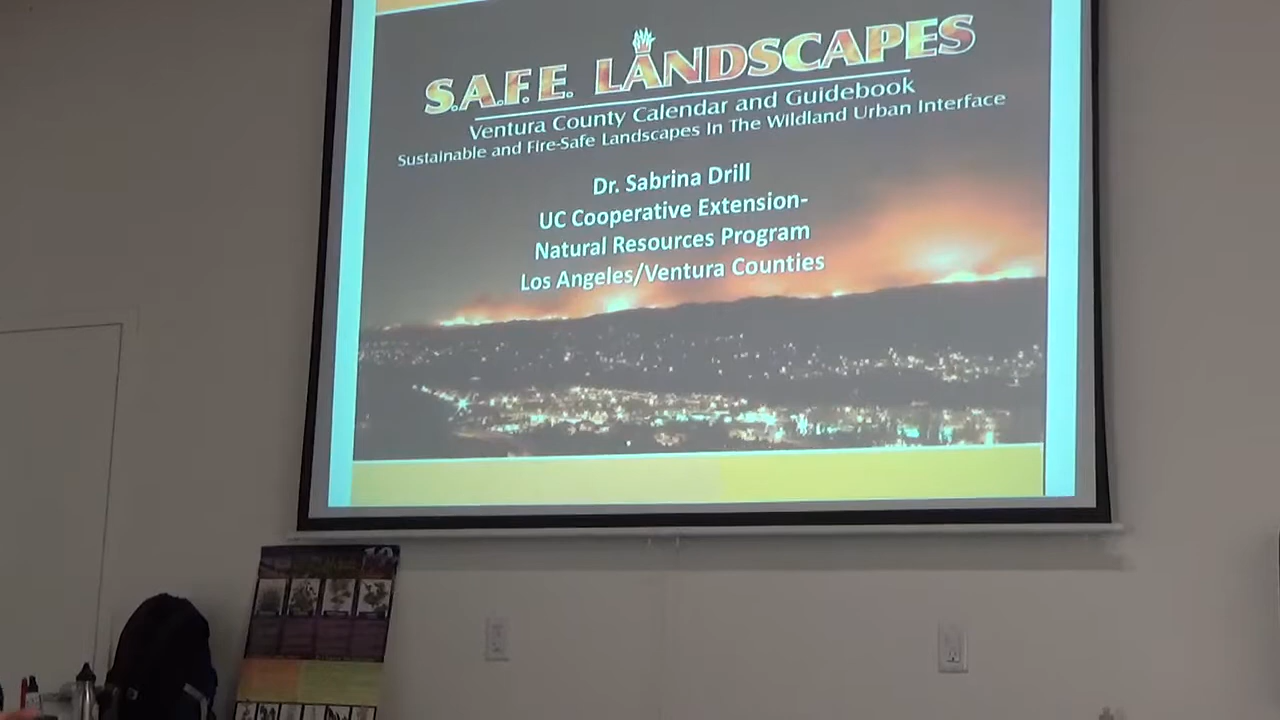 S.A.F.E. LANDSCAPES
Ventura County Calendar and Guidebook
Sustainable and Fire-Safe Landscapes In The Wildland Urban Interface
Dr. Sabrina Drill
UC Cooperative Extension-
Natural Resources Program
Los Angeles/Ventura Counties